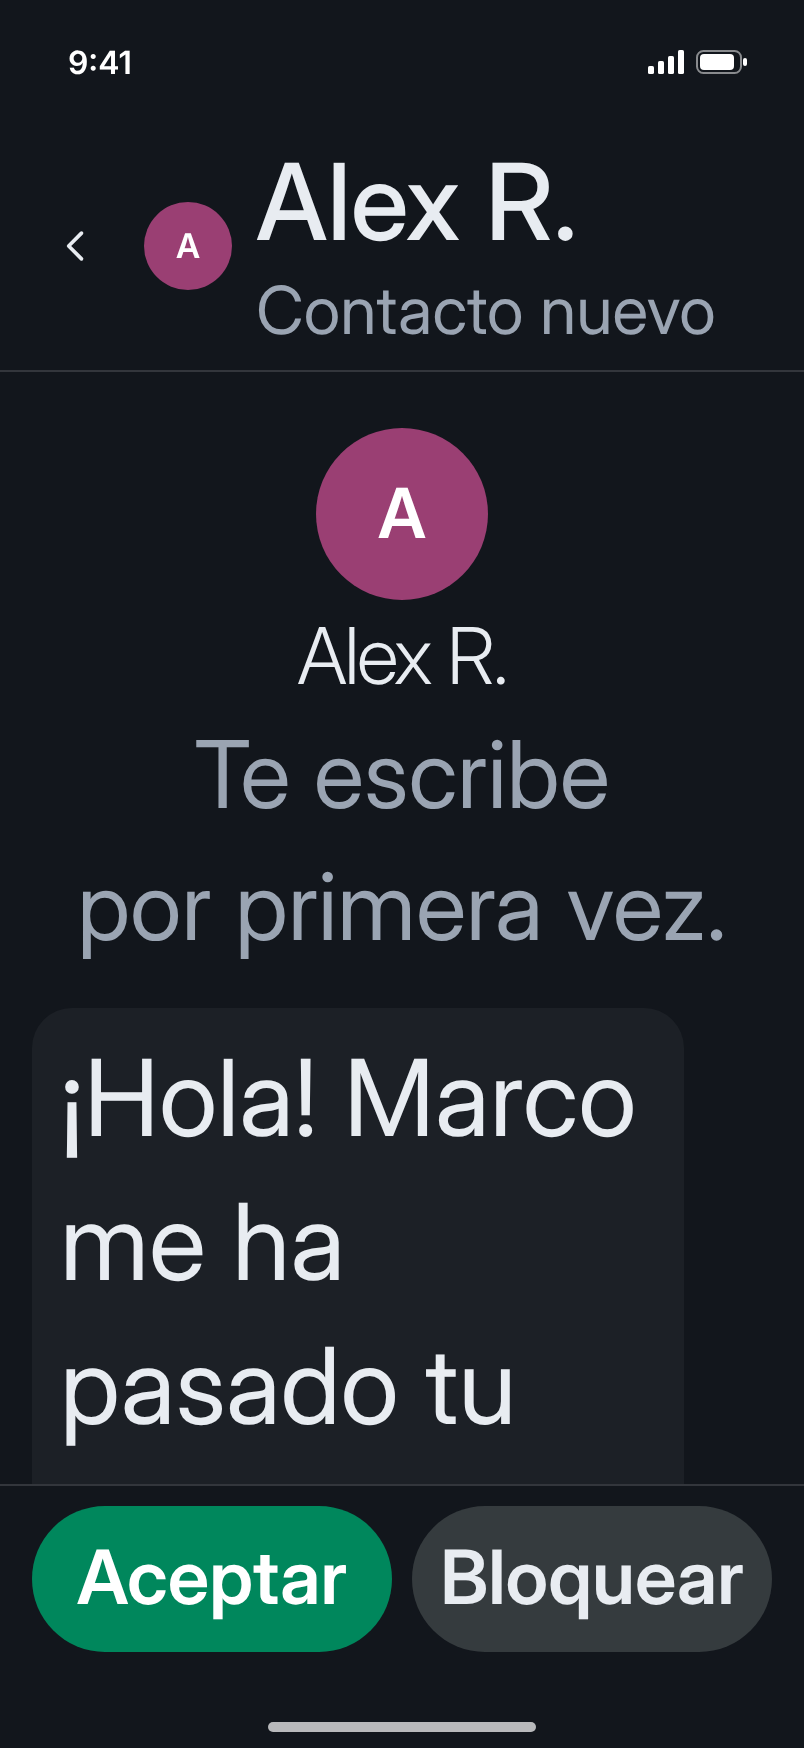 9:41
Alex R.
A
Contacto nuevo
A
Alex R.
Te escribe
por primera vez.
¡Hola! Marco
me ha
pasado tu
Aceptar
Bloquear